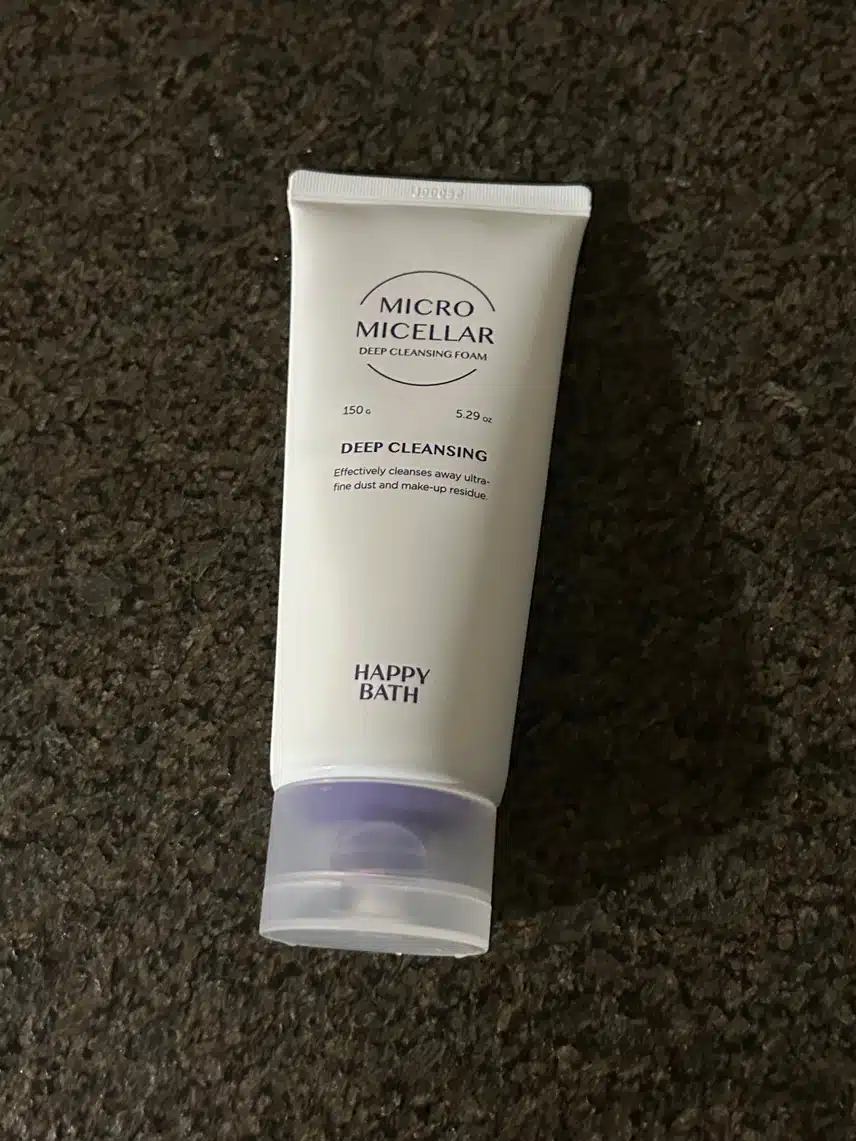 MICRO
MICELLAR
DEEP CLEANSING FOAM
150 G 5.29 oz
DEEP CLEANSING
Effectively cleanses away ultra-
fine dust and make-up residue.
HAPPY
BATH